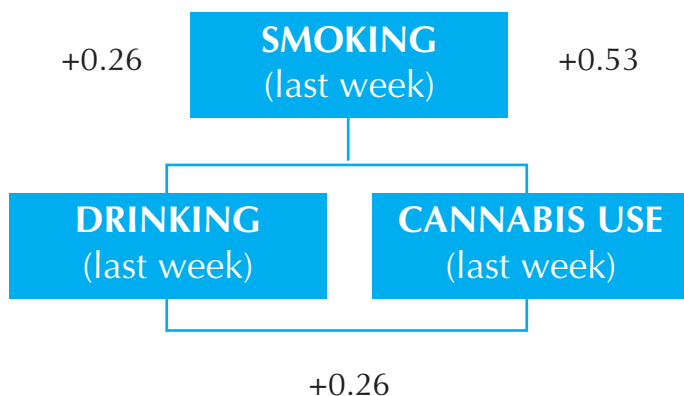 SMOKING
(last week)
+0.26
+0.53
DRINKING
(last week)
CANNABIS USE
(last week)
+0.26